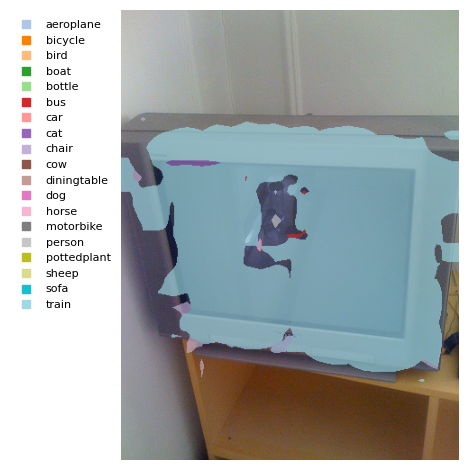 aeroplane
bicycle
bird
boat
bottle
bus
car
cat
chair
cow
diningtable
dog
horse
motorbike
person
pottedplant
sheep
sofa
train